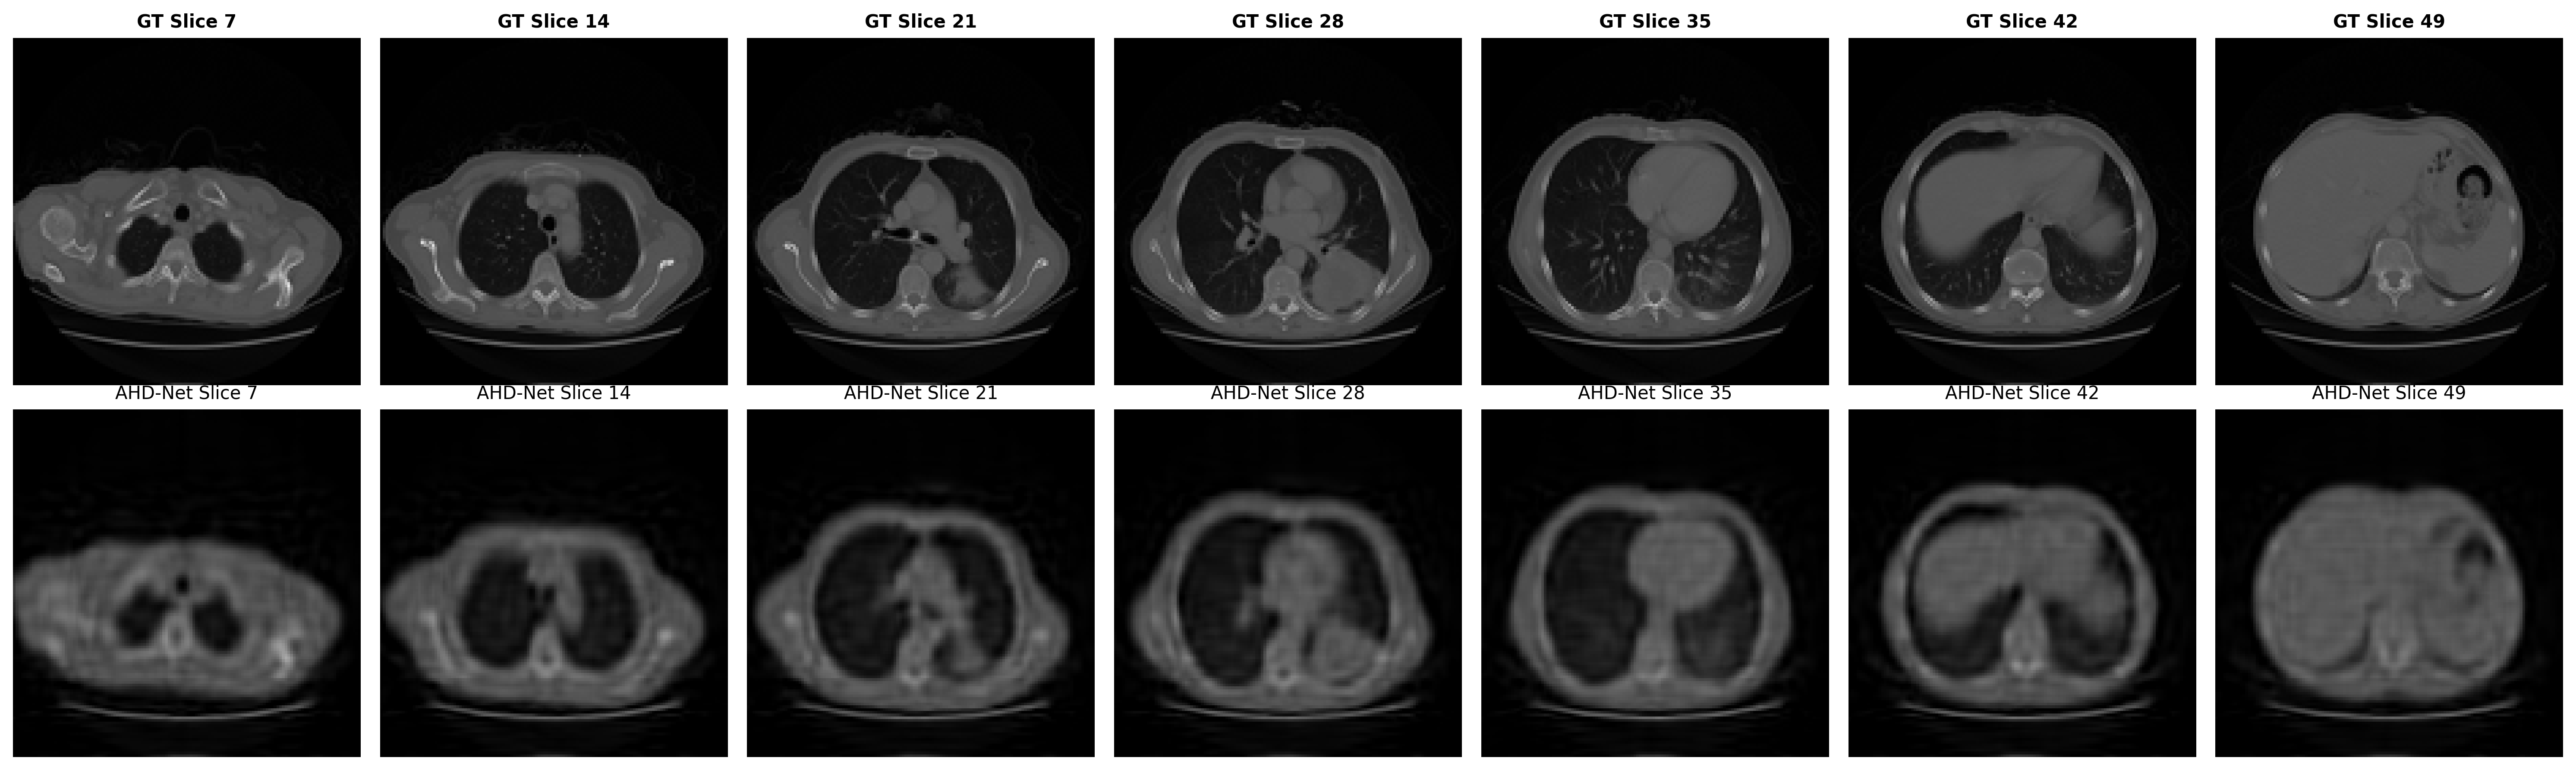 GT Slice 7
GT Slice 14
GT Slice 21
GT Slice 28
GT Slice 35
GT Slice 42
GT Slice 49
AHD-Net Slice 7
AHD-Net Slice 14
AHD-Net Slice 21
AHD-Net Slice 28
AHD-Net Slice 35
AHD-Net Slice 42
AHD-Net Slice 49